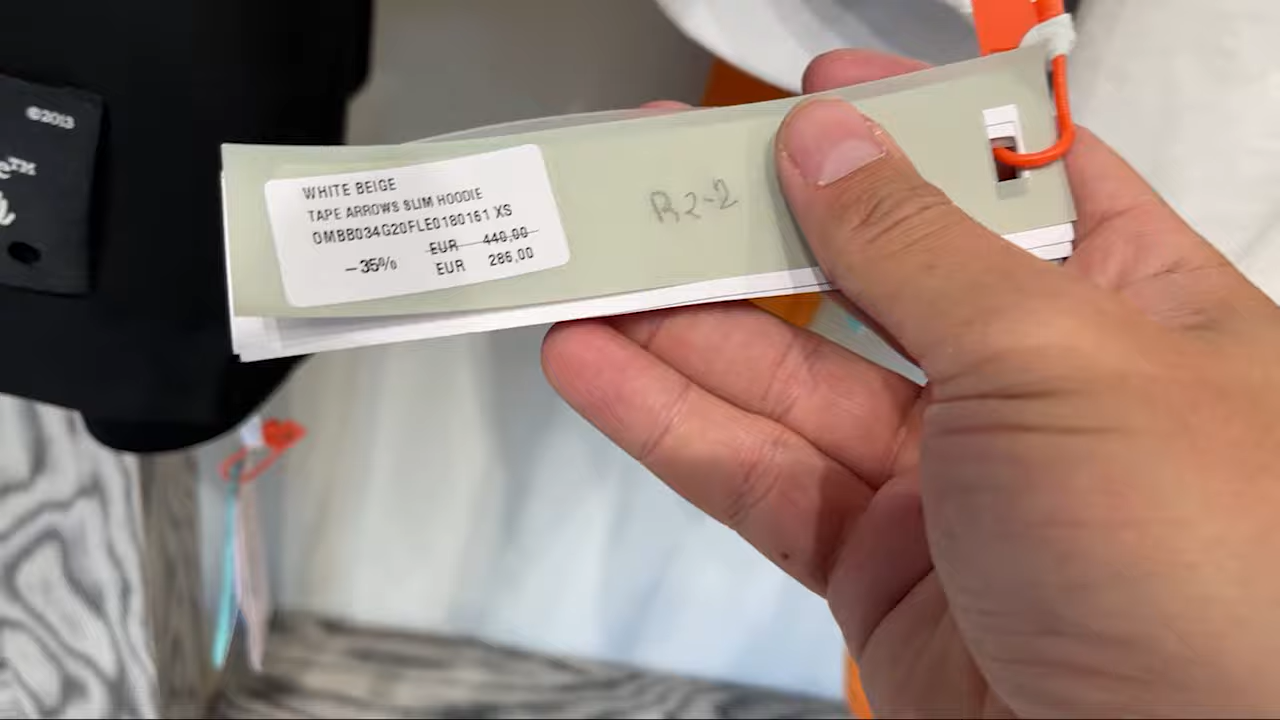 ©2013
WHITE BEIGE
TAPE ARROWS SLIM HOODIE
OMBB034G20FLE0180161 XS
EUR 440,00
-35% EUR 286,00
R2-2